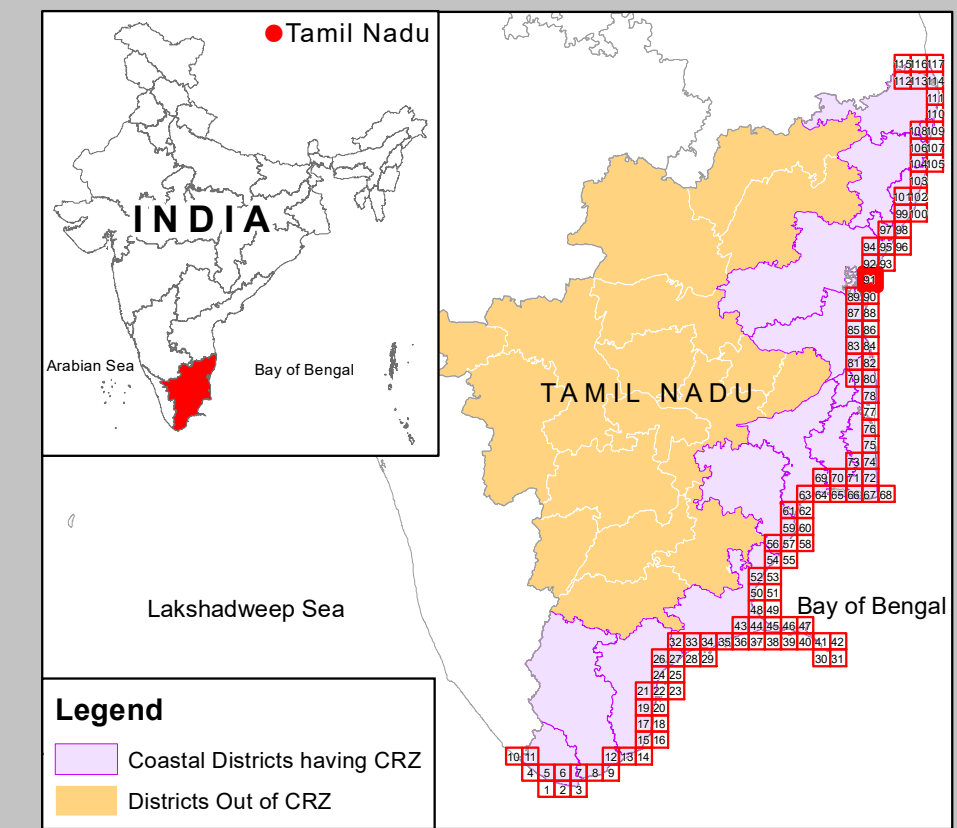 Tamil Nadu
INDIA
Arabian Sea
Bay of Bengal
115 116 117
112 113 114
111
110
108 109
106 107
104 105
103
101 102
99 100
97 98
94 95 96
92 93
91
89 90
87 88
85 86
83 84
81 82
79 80
TAMIL NADU
78
77
76
75
73 74
69 70 71 72
63 64 65 66 67 68
61 62
59 60
56 57 58
54 55
52 53
50 51
48 49
Lakshadweep Sea
Bay of Bengal
43 44 45 46 47
32 33 34 35 36 37 38 39 40 41 42
26 27 28 29
30 31
24 25
21 22 23
19 20
17 18
15 16
10 11
12 13 14
4 5 6 7 8 9
1 2 3
Legend
Coastal Districts having CRZ
Districts Out of CRZ